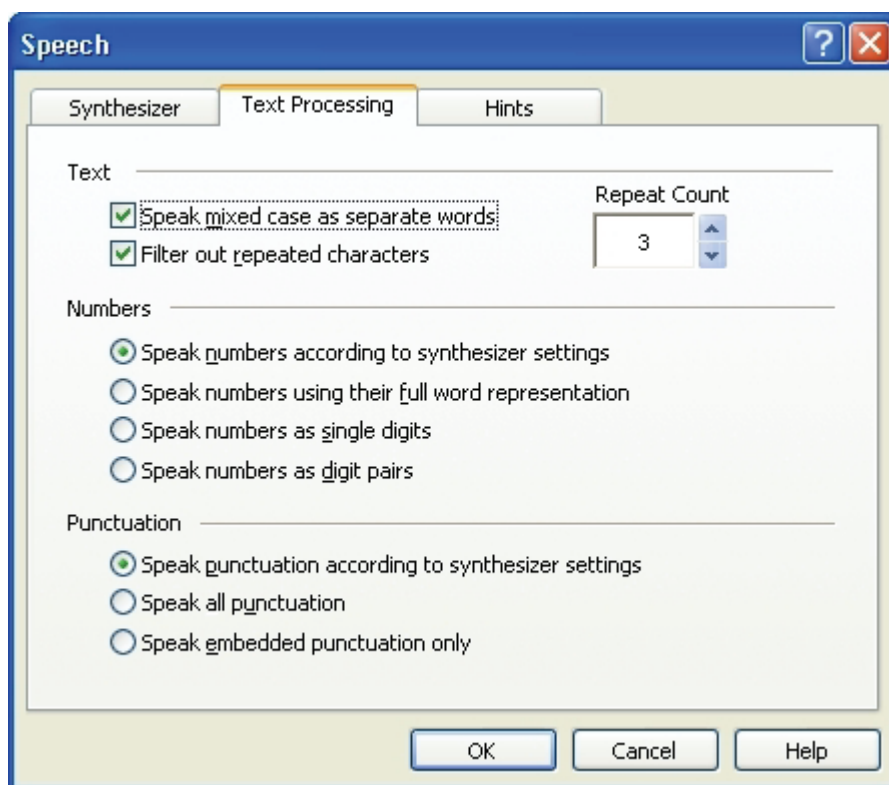 Speech
Synthesizer
Text Processing
Hints
Text
Speak mixed case as separate words
Filter out repeated characters
Repeat Count
3
Numbers
Speak numbers according to synthesizer settings
Speak numbers using their full word representation
Speak numbers as single digits
Speak numbers as digit pairs
Punctuation
Speak punctuation according to synthesizer settings
Speak all punctuation
Speak embedded punctuation only
OK
Cancel
Help